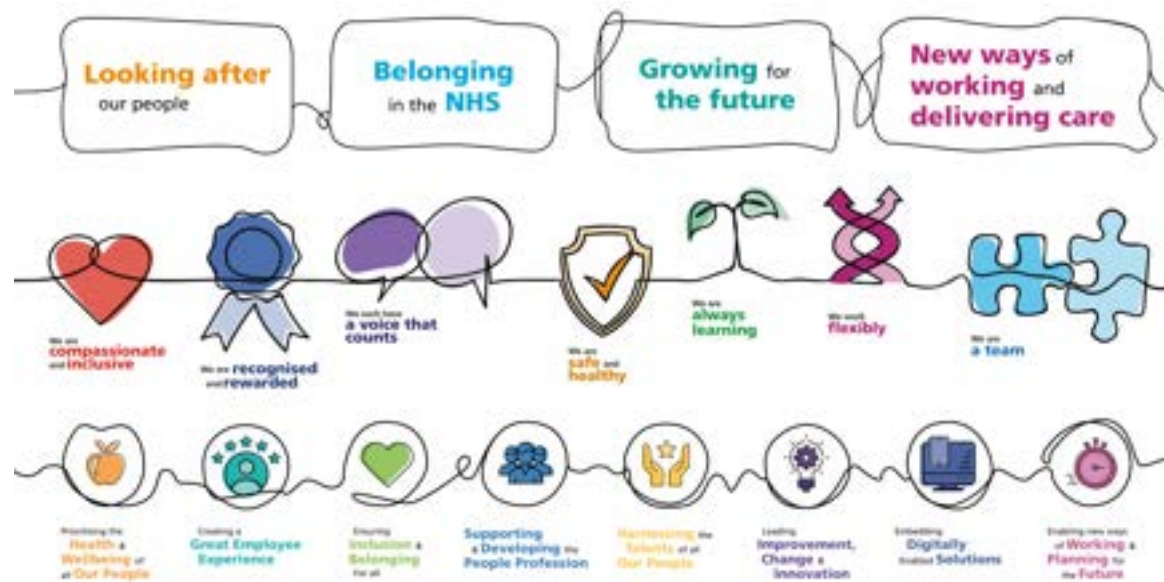 Looking after
our people
Belonging
in the NHS
Growing for
the future
New ways of
working and
delivering care
We are
compassionate
and inclusive
We are recognised
and rewarded
We each have
a voice that
counts
We are
safe and
healthy
We are
always
learning
We work
flexibly
We are
a team
Prioritising the
Health &
Wellbeing of
all Our People
Creating a
Great Employee
Experience
Ensuring
Inclusion &
Belonging
For all
Supporting
& Developing the
People Profession
Harnessing the
Talents of all
Our People
Leading
Improvement,
Change &
Innovation
Embedding
Digitally
Enabled Solutions
Enabling new ways
of Working &
Planning for
the Future